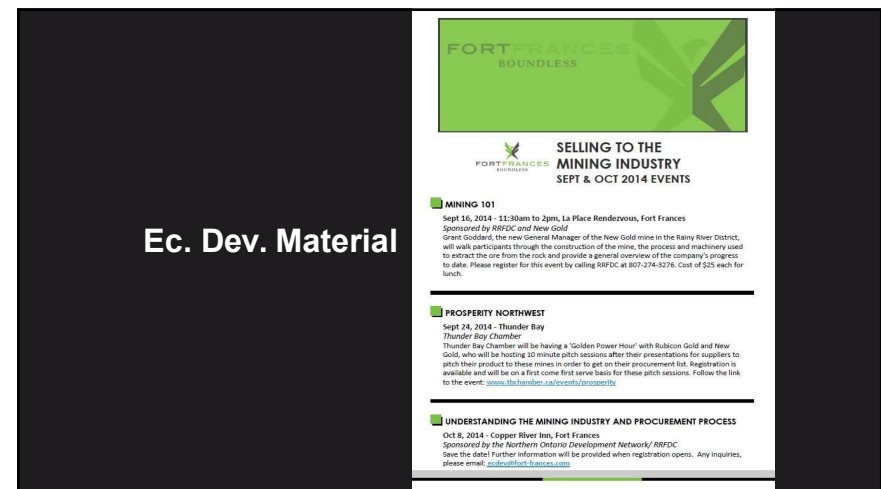 Ec. Dev. Material
FORTFRANCES
BOUNDLESS
FORTFRANCES
BOUNDLESS
SELLING TO THE
MINING INDUSTRY
SEPT & OCT 2014 EVENTS
MINING 101
Sept 16, 2014 - 11:30am to 2pm, La Place Rendezvous, Fort Frances
Sponsored by RRFDC and New Gold
Grant Goddard, the new General Manager of the New Gold mine in the Rainy River District,
will walk participants through the construction of the mine, the process and machinery used
to extract the ore from the rock and provide a general overview of the company's progress
to date. Please register for this event by calling RRFDC at 807-274-3276. Cost of $25 each for
lunch.
PROSPERITY NORTHWEST
Sept 24, 2014 - Thunder Bay
Thunder Bay Chamber
Thunder Bay Chamber will be having a 'Golden Power Hour' with Rubicon Gold and New
Gold, who will be hosting 10 minute pitch sessions after their presentations for suppliers to
pitch their product to these mines in order to get on their procurement list. Registration is
available and will be on a first come first serve basis for these pitch sessions. Follow the link
to the event: www.tbchamber.ca/events/prosperity
UNDERSTANDING THE MINING INDUSTRY AND PROCUREMENT PROCESS
Oct 8, 2014 - Copper River Inn, Fort Frances
Sponsored by the Northern Ontario Development Network/ RRFDC
Save the date! Further information will be provided when registration opens. Any inquiries,
please email: ecdev@fort-frances.com